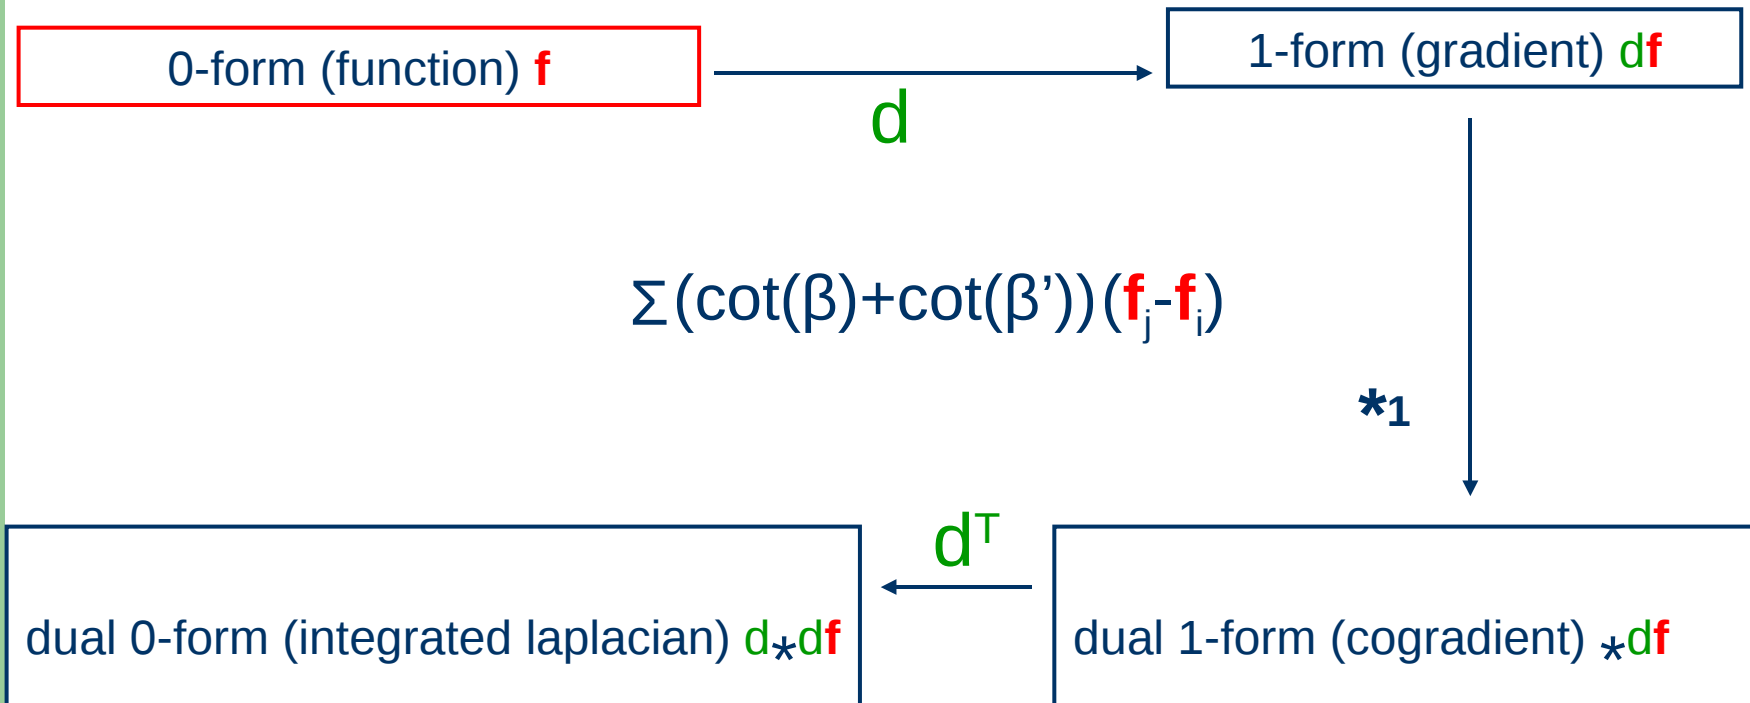 0-form (function) f
1-form (gradient) df
d
Σ(cot(β)+cot(β’))(fj-fi)
*1
dT
dual 0-form (integrated laplacian) d*df
dual 1-form (cogradient) *df